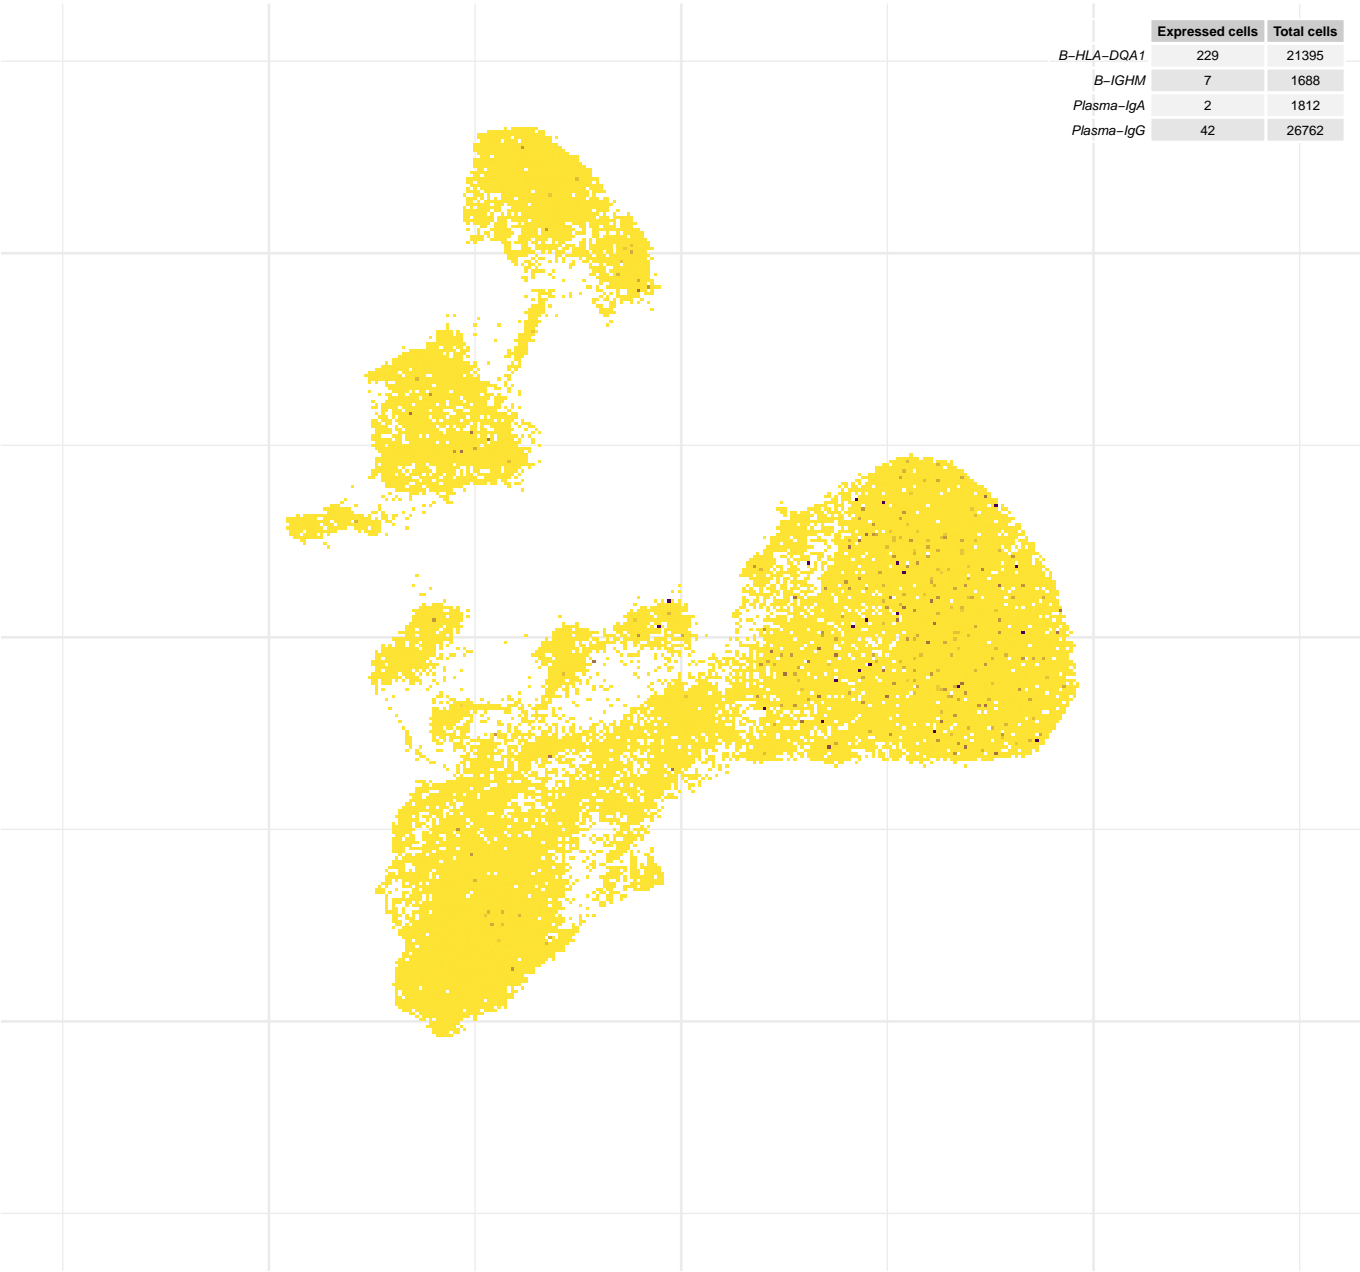 Expressed cells Total cells
B−HLA−DQA1 229 21395
B−IGHM 7 1688
Plasma−IgA 2 1812
Plasma−IgG 42 26762